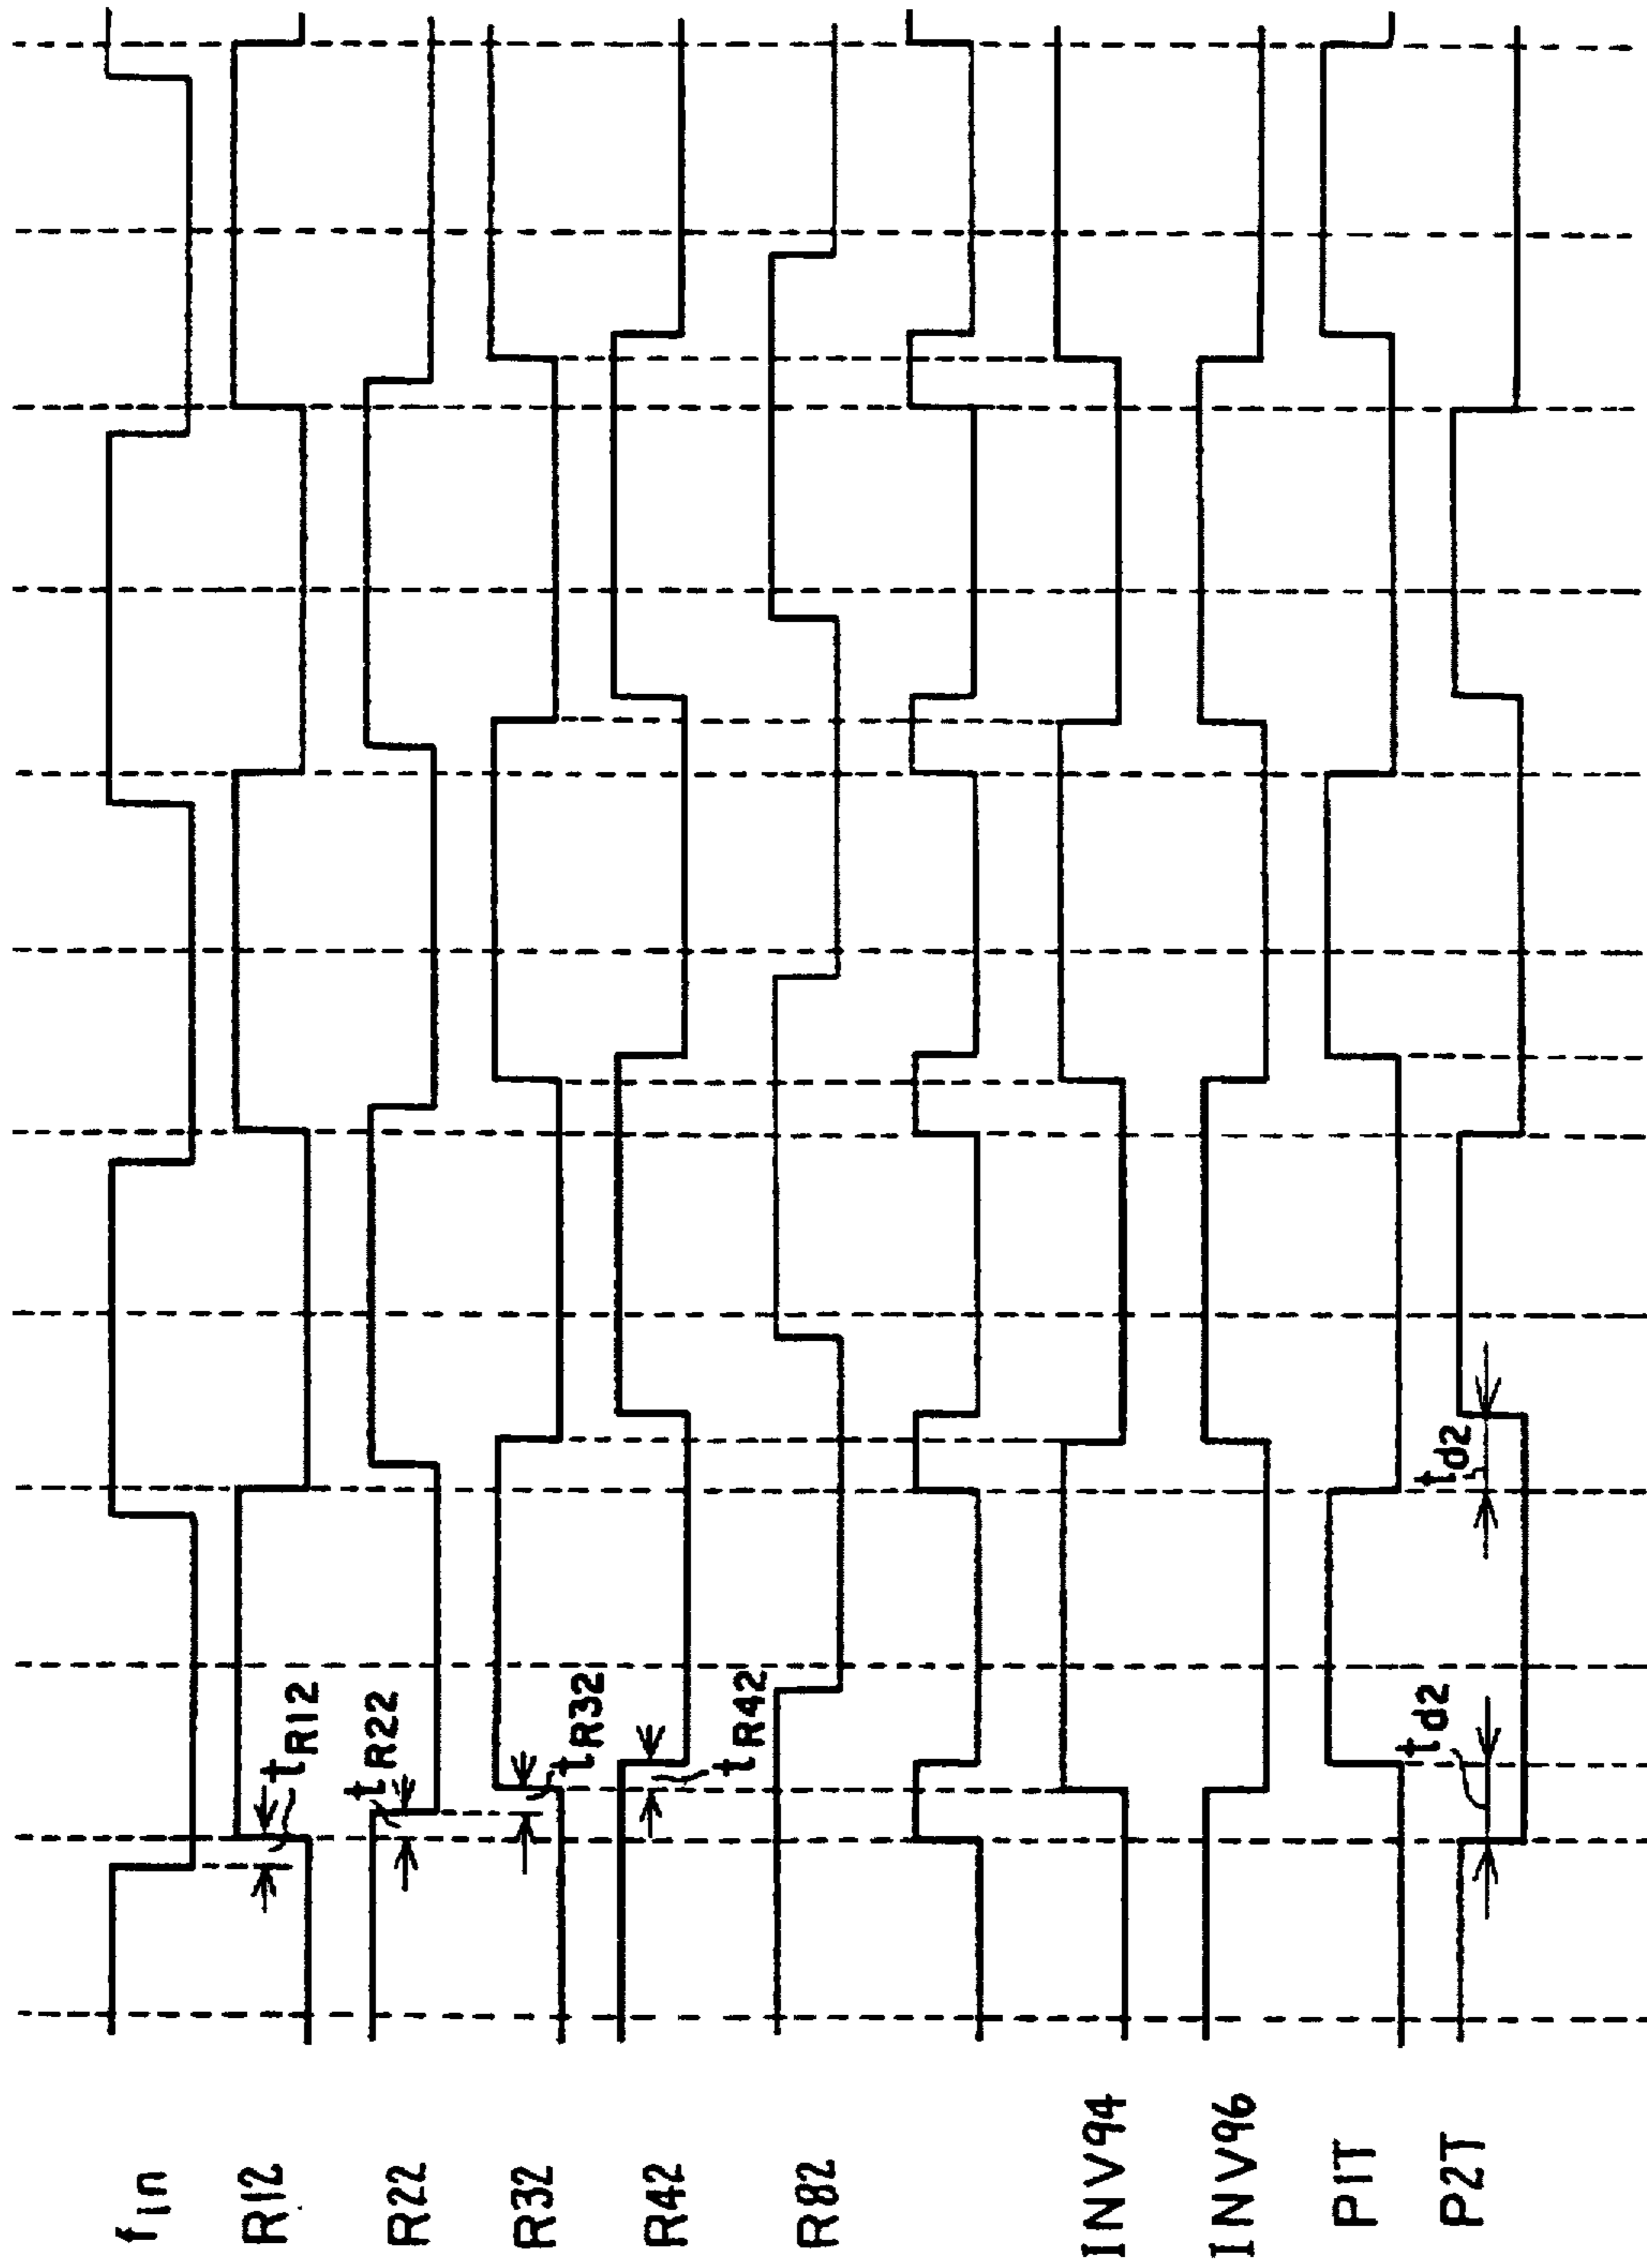 fin
R12
R22
R32
R42
R82
INV94
INV96
P1T
P2T
tR12
tR22
tR32
tR42
td2
td2